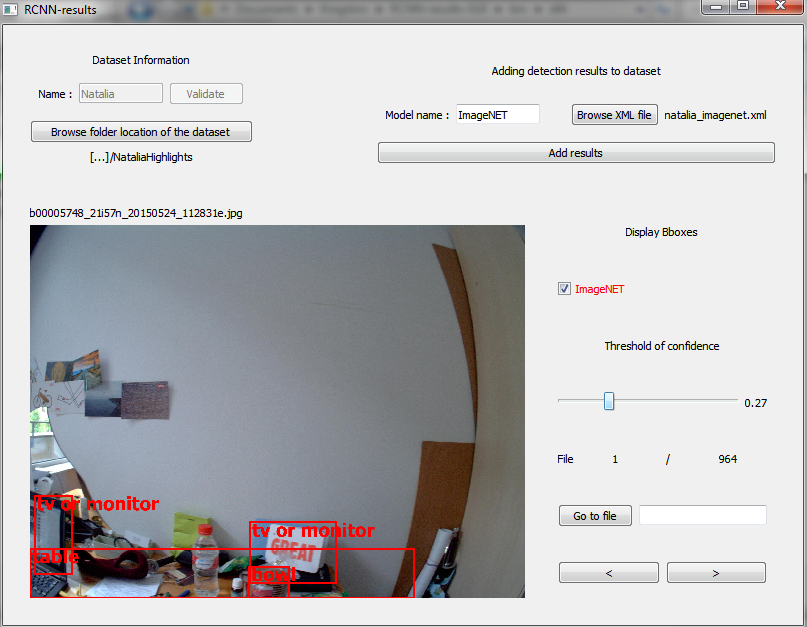 RCNN-results
Dataset Information
Name : Natalia Validate
Browse folder location of the dataset
[...]/NataliaHighlights
Adding detection results to dataset
Model name : ImageNET Browse XML file natalia_imagenet.xml
Add results
b00005748_21i57n_20150524_112831e.jpg
tv or monitor
tv or monitor
GREAT
table
bowl
Display Bboxes
ImageNET
Threshold of confidence
0.27
File 1 / 964
Go to file
< >